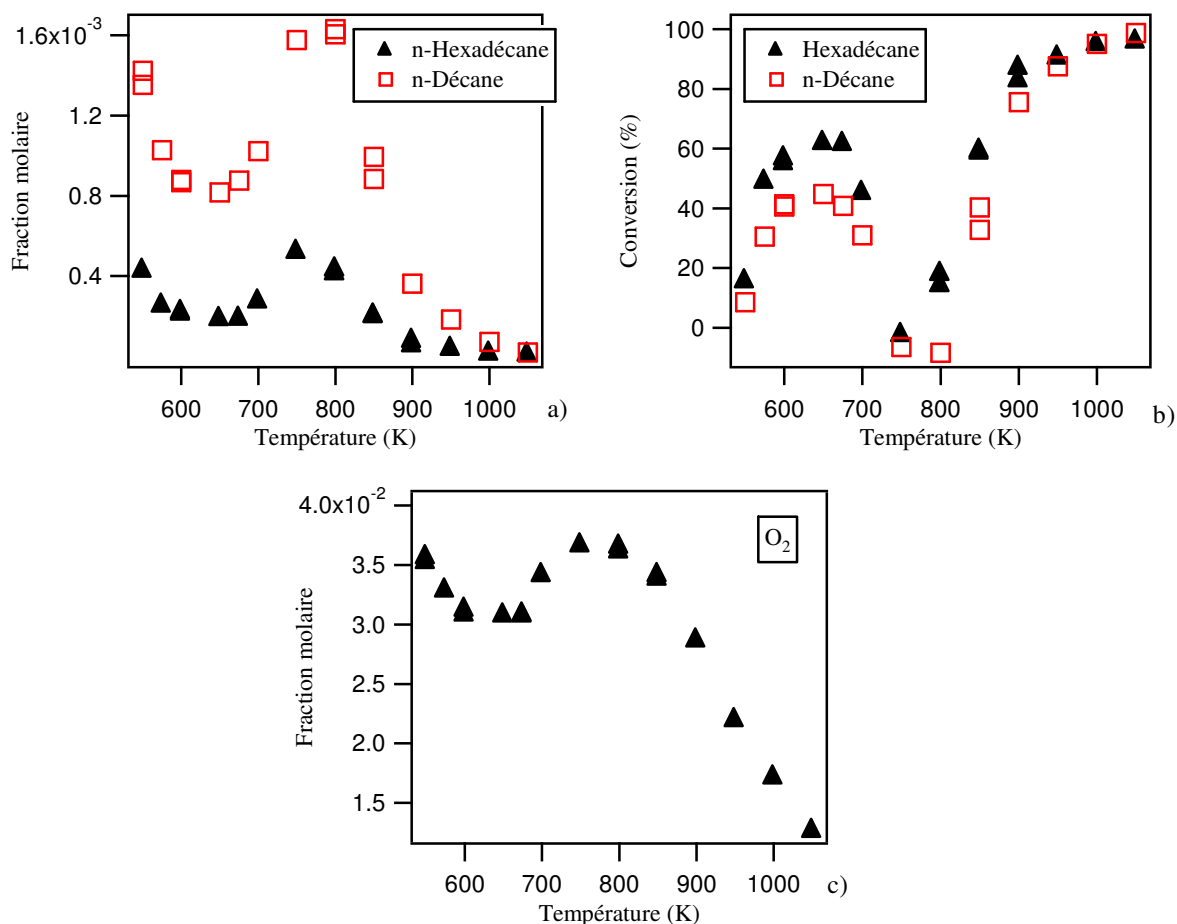 1.6x10⁻³
1.2
0.8
0.4
Fraction molaire
n-Hexadécane
n-Décane
600 700 800 900 1000
Température (K)
a)
100
80
60
40
20
0
Conversion (%)
Hexadécane
n-Décane
600 700 800 900 1000
Température (K)
b)
4.0x10⁻²
3.5
3.0
2.5
2.0
1.5
Fraction molaire
O₂
600 700 800 900 1000
Température (K)
c)